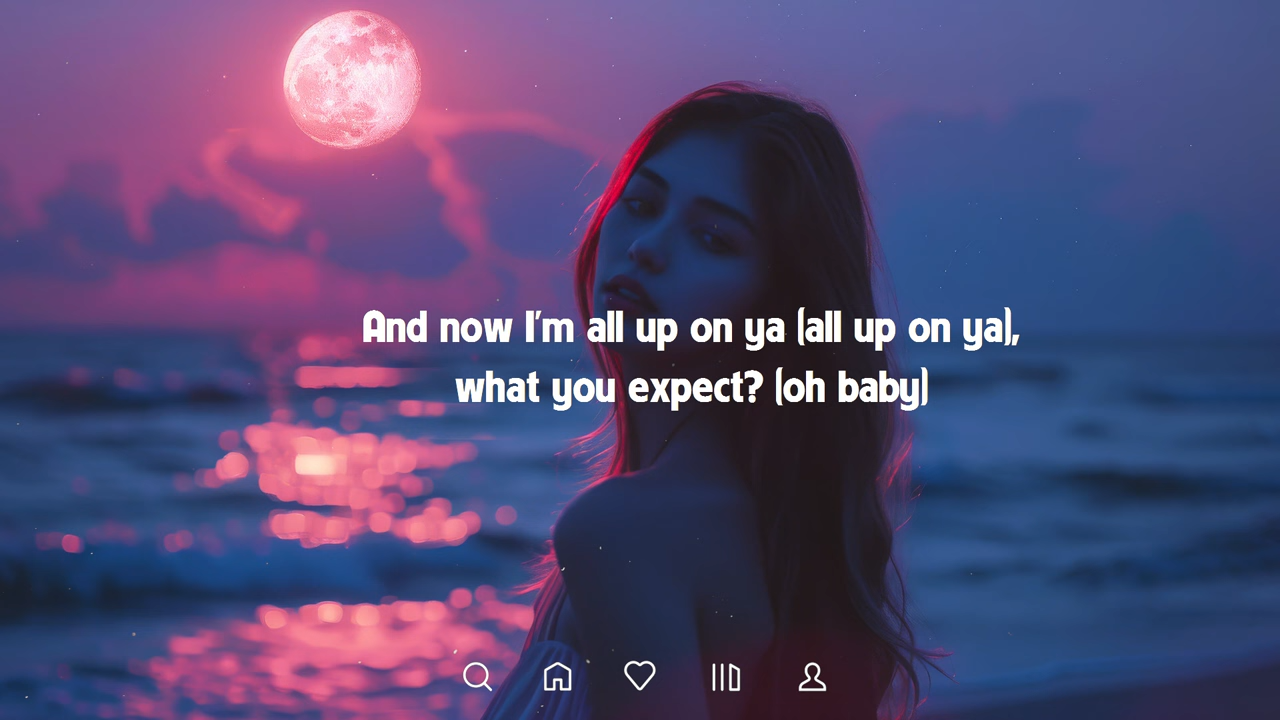 And now I'm all up on ya (all up on ya),
what you expect? (oh baby)